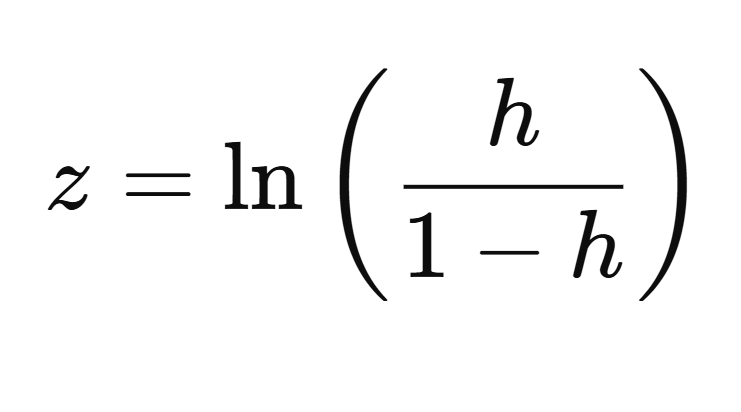 z = ln(h / (1 − h))